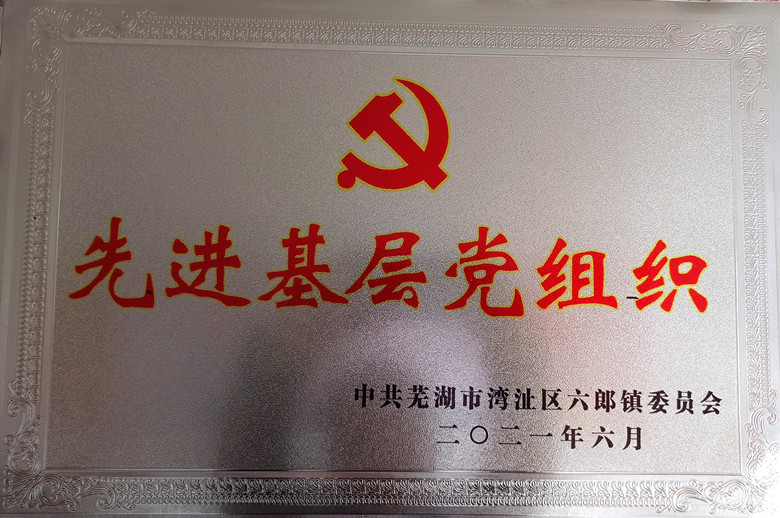 先进基层党组织
中共芜湖市湾沚区六郎镇委员会
二〇二一年六月